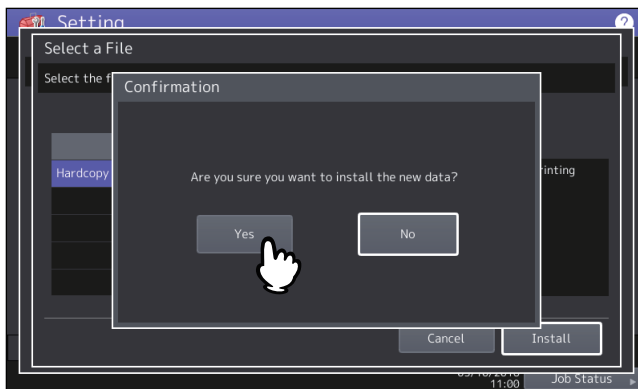 Setting
?
Select a File
Select the f
Confirmation
Hardcopy
rinting
Are you sure you want to install the new data?
Yes
No
Cancel
Install
11:00
Job Status